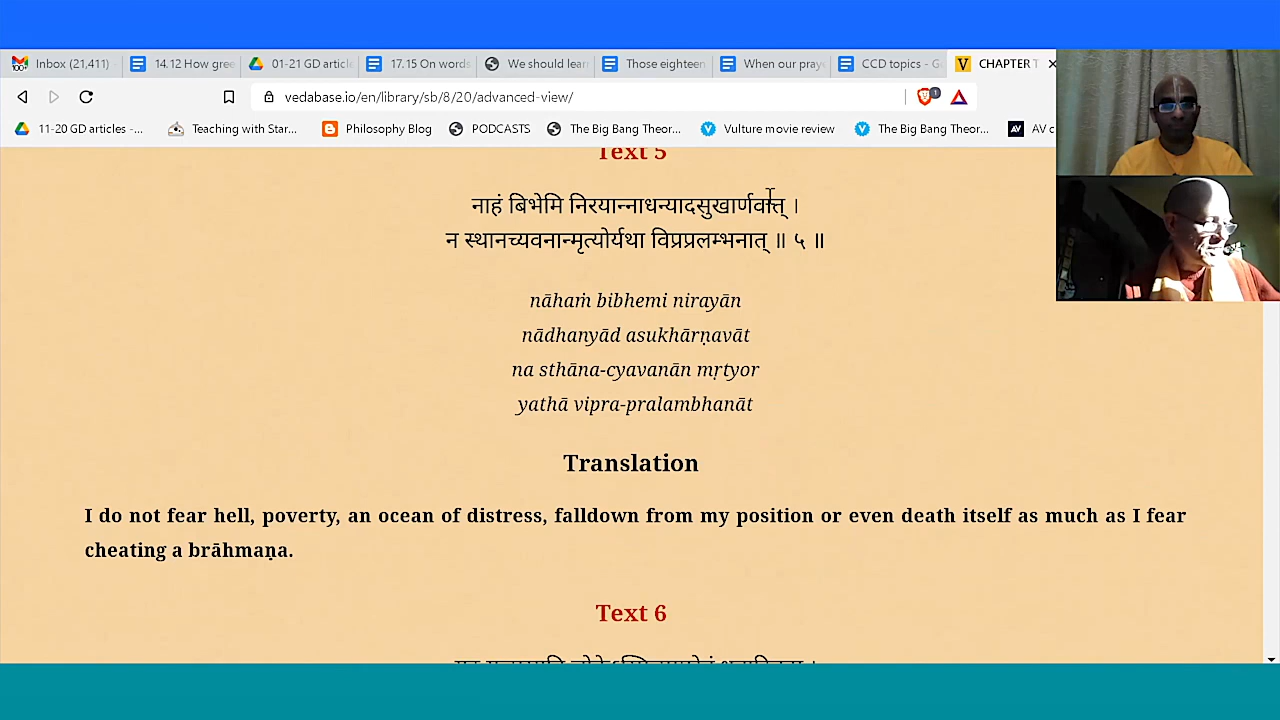 Inbox (21,411)
14.12 How gree
01-21 GD article
17.15 On words
We should lear
Those eighteen
When our praye
CCD topics - G
CHAPTER T
vedabase.io/en/library/sb/8/20/advanced-view/
11-20 GD articles -...
Teaching with Star...
Philosophy Blog
PODCASTS
The Big Bang Theor...
Vulture movie review
The Big Bang Theor...
AV c
Text 5
नाहं बिभेमि निरयान्नाधन्यादसुखार्णवात् ।
न स्थानच्यवनान्मृत्योर्यथा विप्रप्रलम्भनात् ॥ ५ ॥
nāhaṁ bibhemi nirayān
nādhanyād asukhārṇavāt
na sthāna-cyavanān mṛtyor
yathā vipra-pralambhanāt
Translation
I do not fear hell, poverty, an ocean of distress, falldown from my position or even death itself as much as I fear
cheating a brāhmaṇa.
Text 6